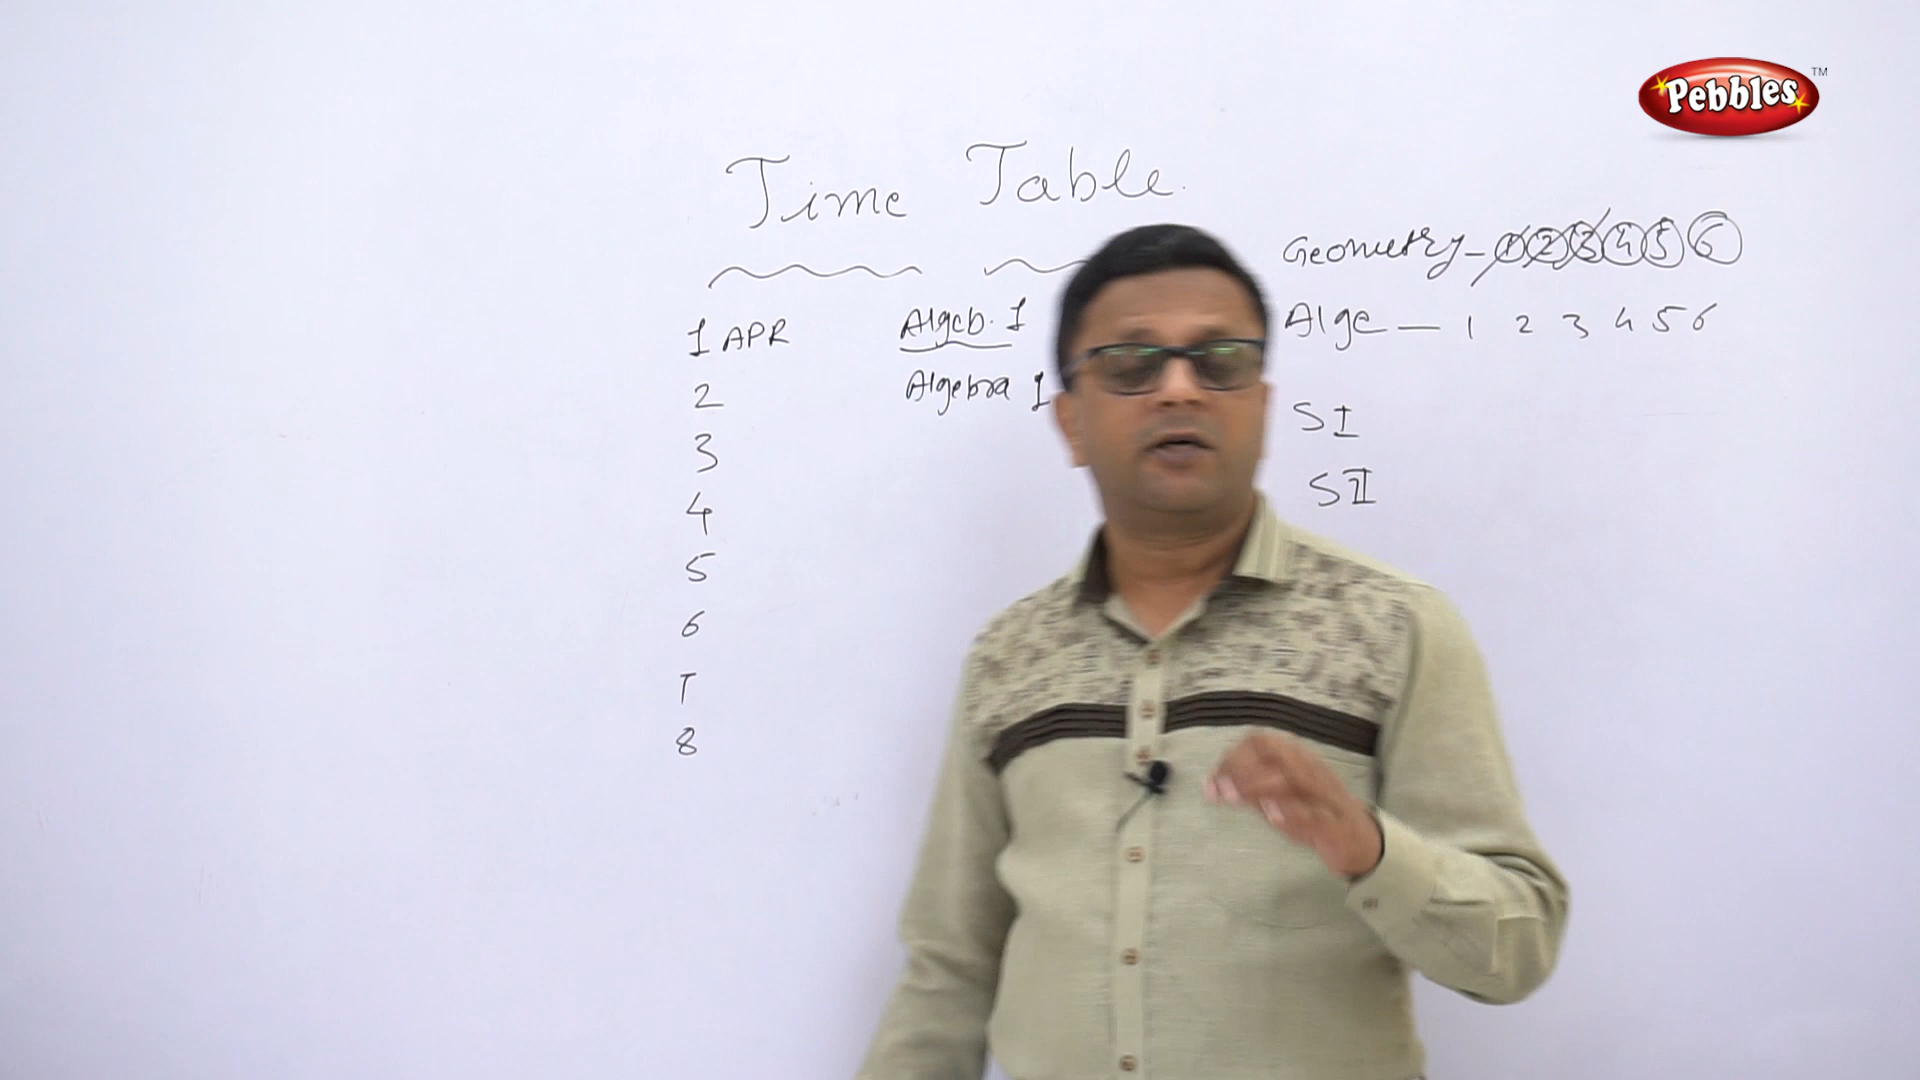 Pebbles TM
Time Table.
Geometry - 1 2 3 4 5 6
1 APR Algeb. I
Alge — 1 2 3 4 5 6
2 Algebra I
3
S I
4
S II
5
6
7
8